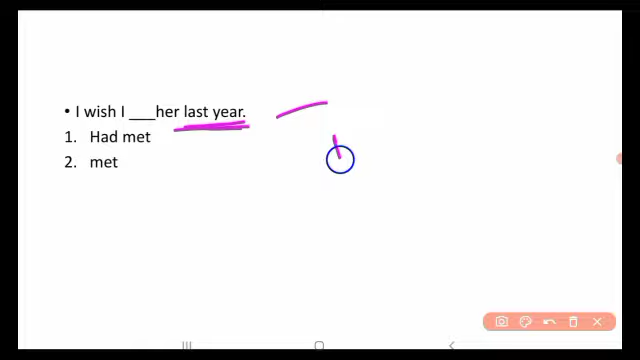 • I wish I ___her last year.
1. Had met
2. met